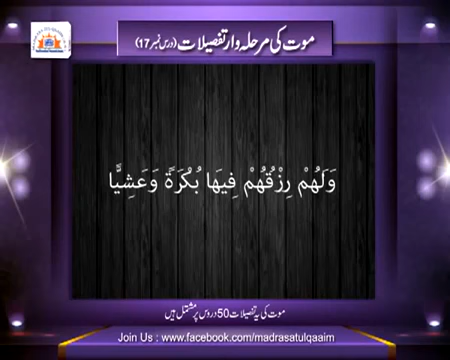 موت کی مرحلہ وار تفصیلات (درس نمبر 17)
وَلَهُمْ رِزْقُهُمْ فِيهَا بُكْرَةً وَعَشِيًّا
موت کی یہ تفصیلات 50 دروس پر مشتمل ہیں
Join Us : www.facebook.com/madrasatulqaaim